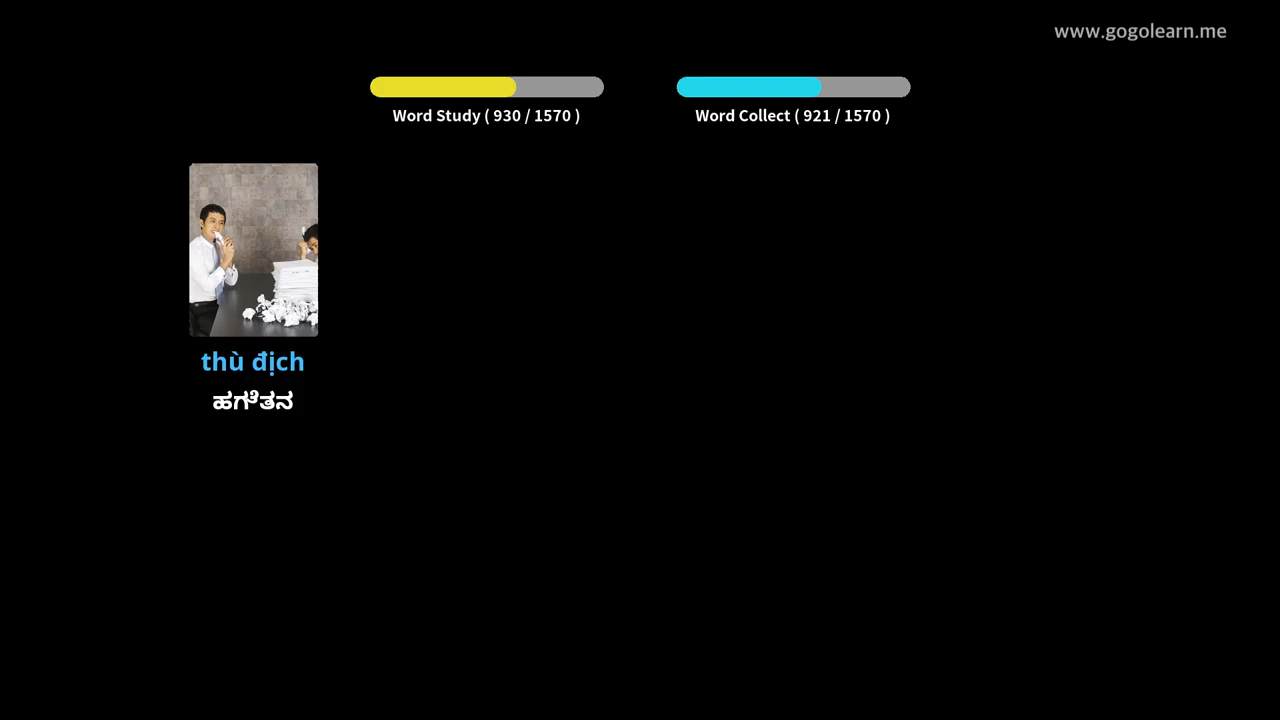 www.gogolearn.me
Word Study ( 930 / 1570 )
Word Collect ( 921 / 1570 )
thù địch
ಹಗೆತನ